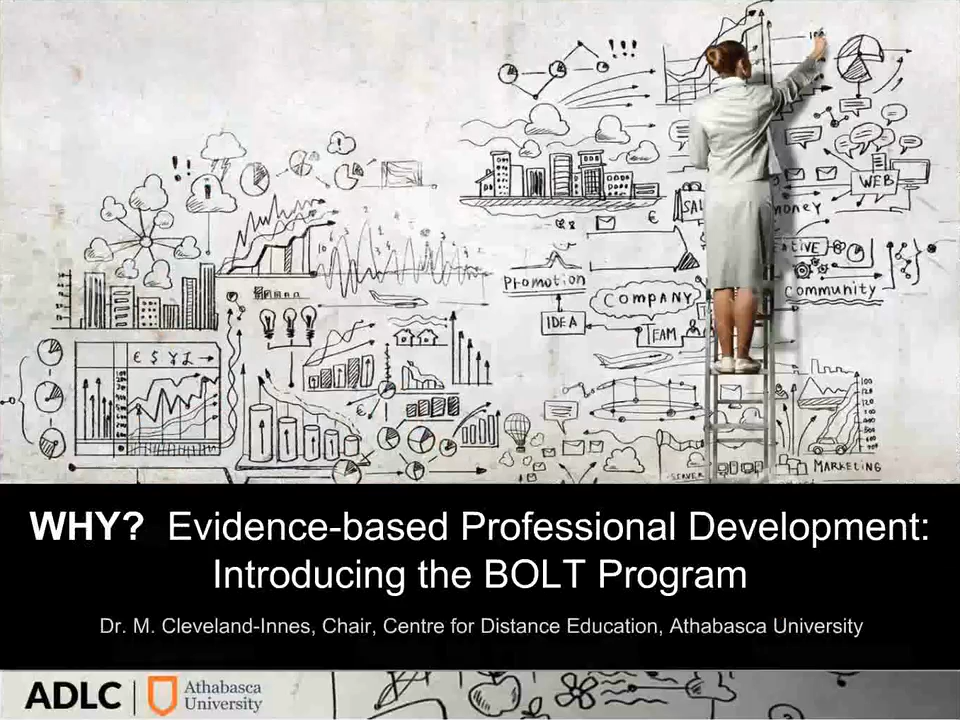 !!!
WEB
money
Promotion
COMPANY
Community
IDEA
TEAM
€ $ ¥ £
MARKETING
WHY? Evidence-based Professional Development:
Introducing the BOLT Program
Dr. M. Cleveland-Innes, Chair, Centre for Distance Education, Athabasca University
ADLC
Athabasca
University